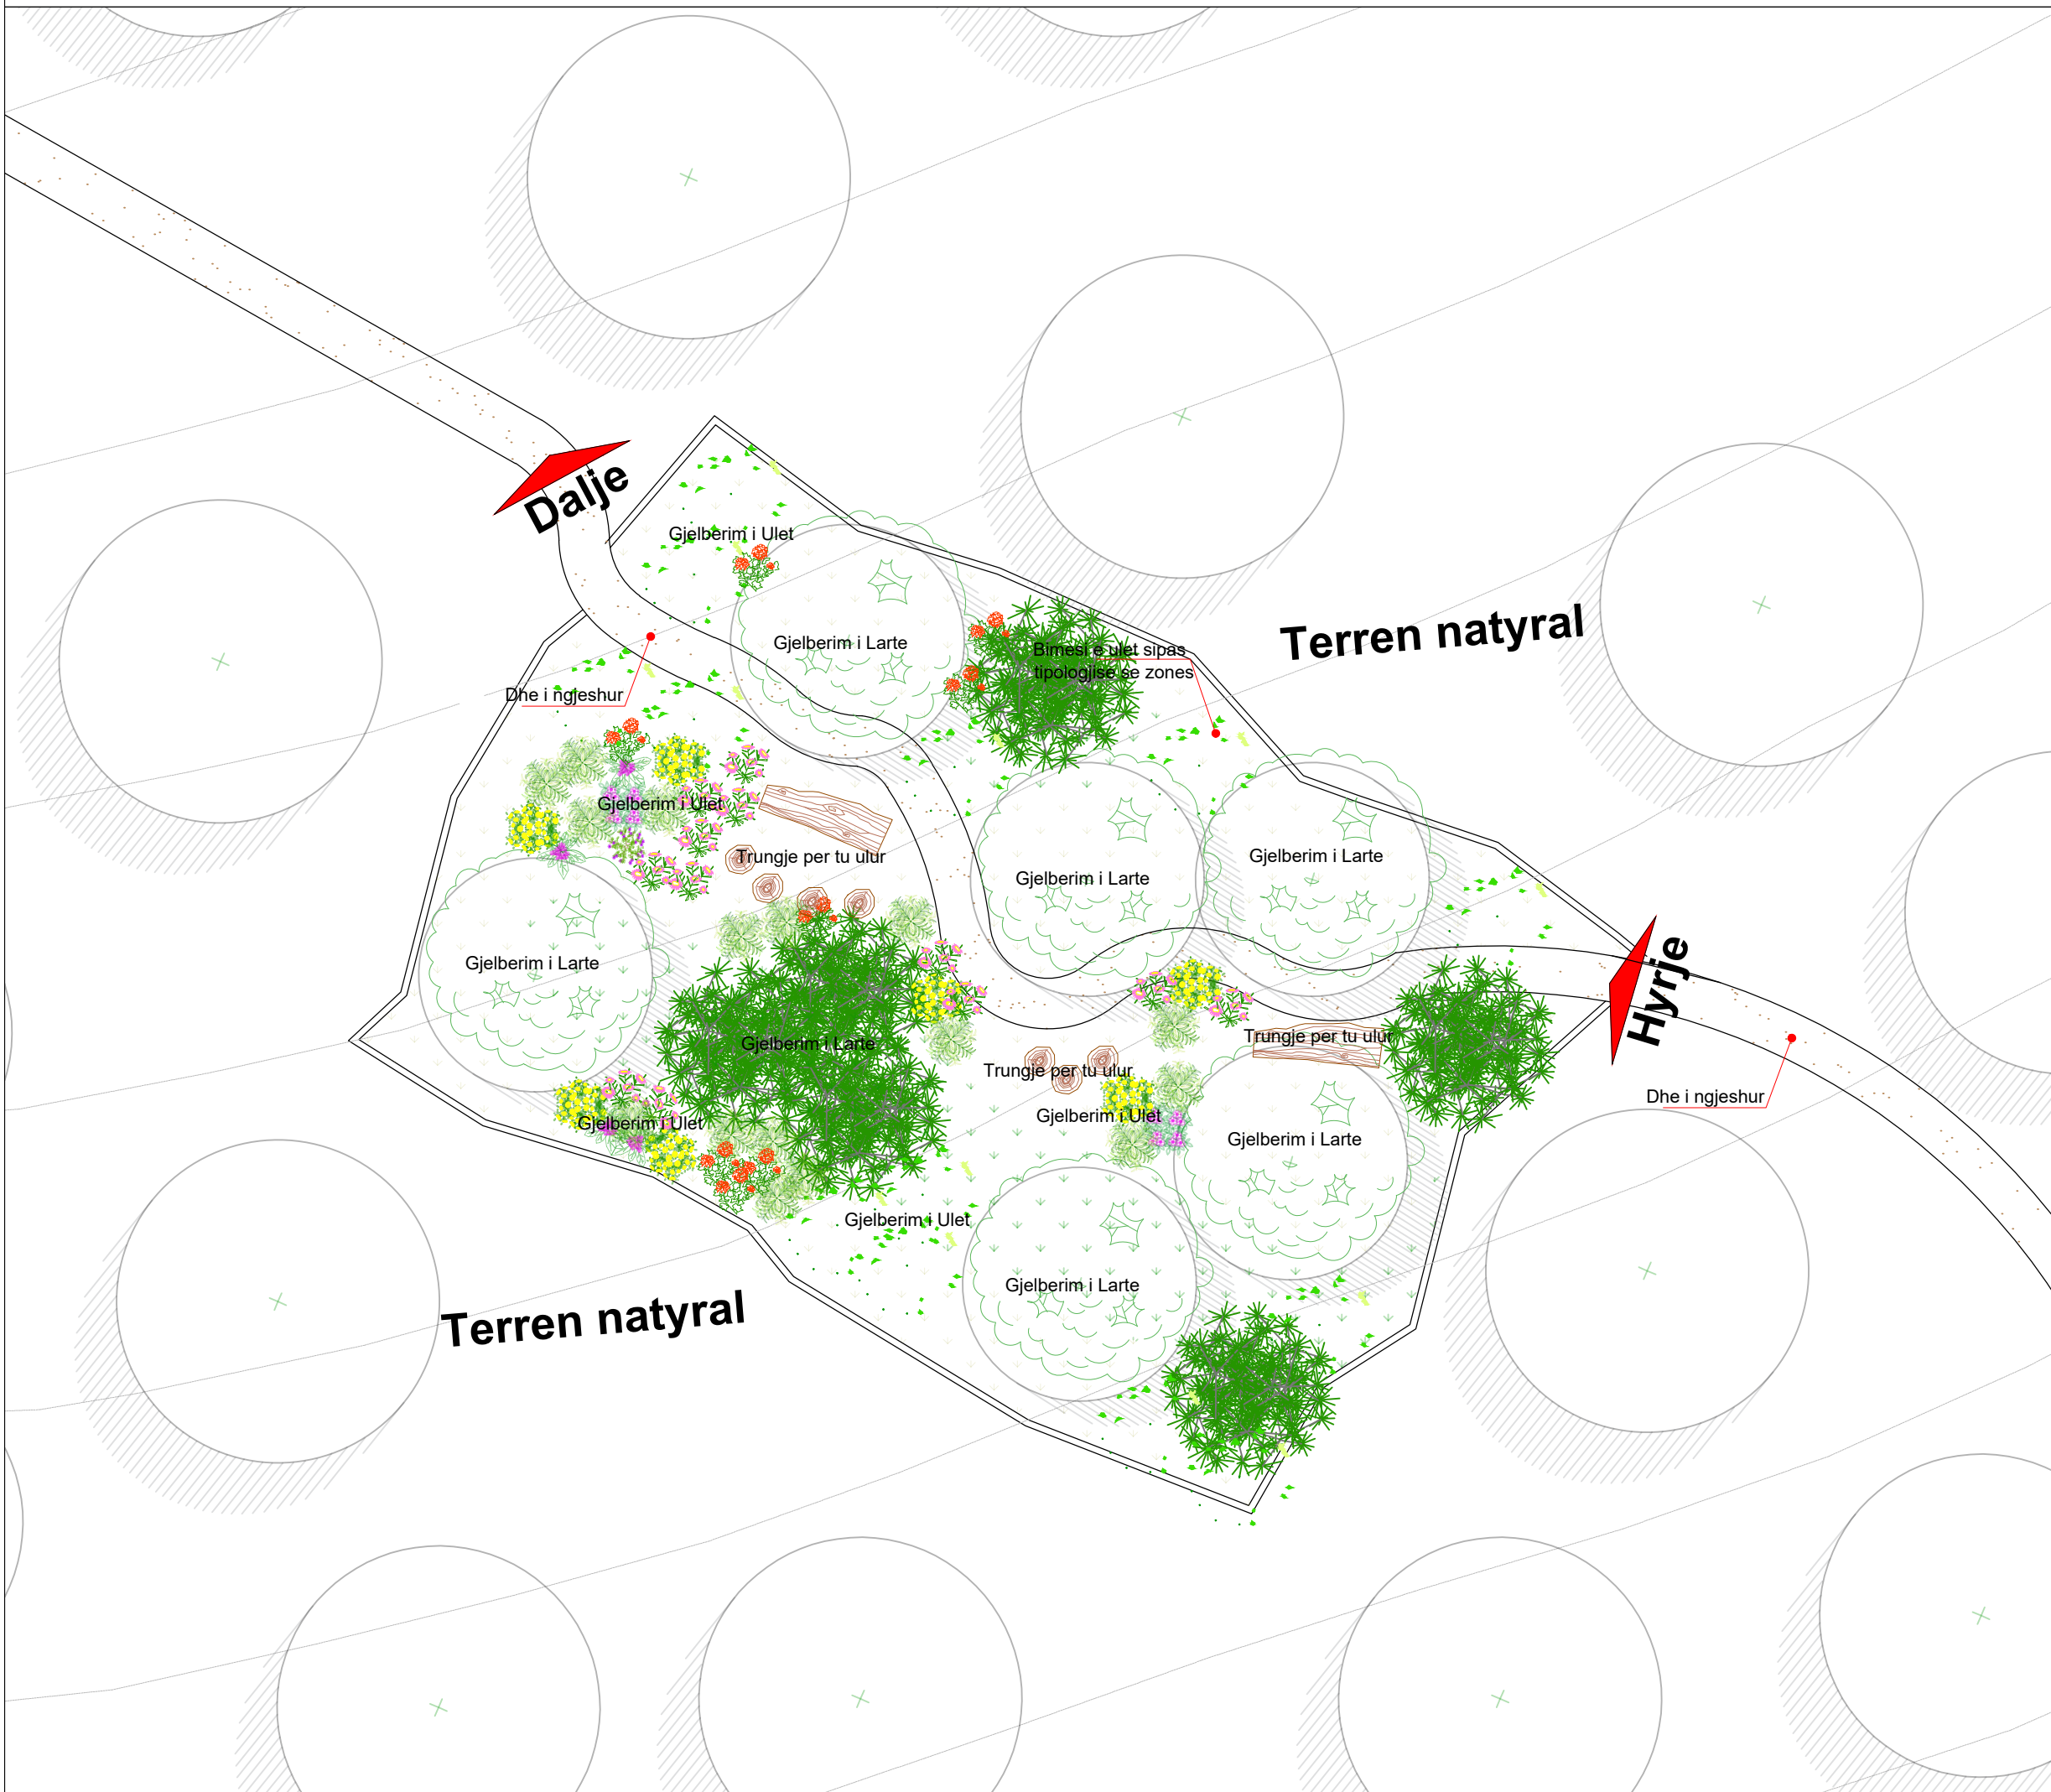 Dalje
Gjelberim i Ulet
Gjelberim i Larte
Terren natyral
Bimesi e ulet sipas
tipologjise se zones
Dhe i ngjeshur
Gjelberim i Ulet
Trungje per tu ulur
Gjelberim i Larte
Gjelberim i Larte
Gjelberim i Larte
Hyrje
Trungje per tu ulur
Gjelberim i Larte
Trungje per tu ulur
Dhe i ngjeshur
Gjelberim i Ulet
Gjelberim i Ulet
Gjelberim i Larte
Gjelberim i Ulet
Gjelberim i Larte
Terren natyral